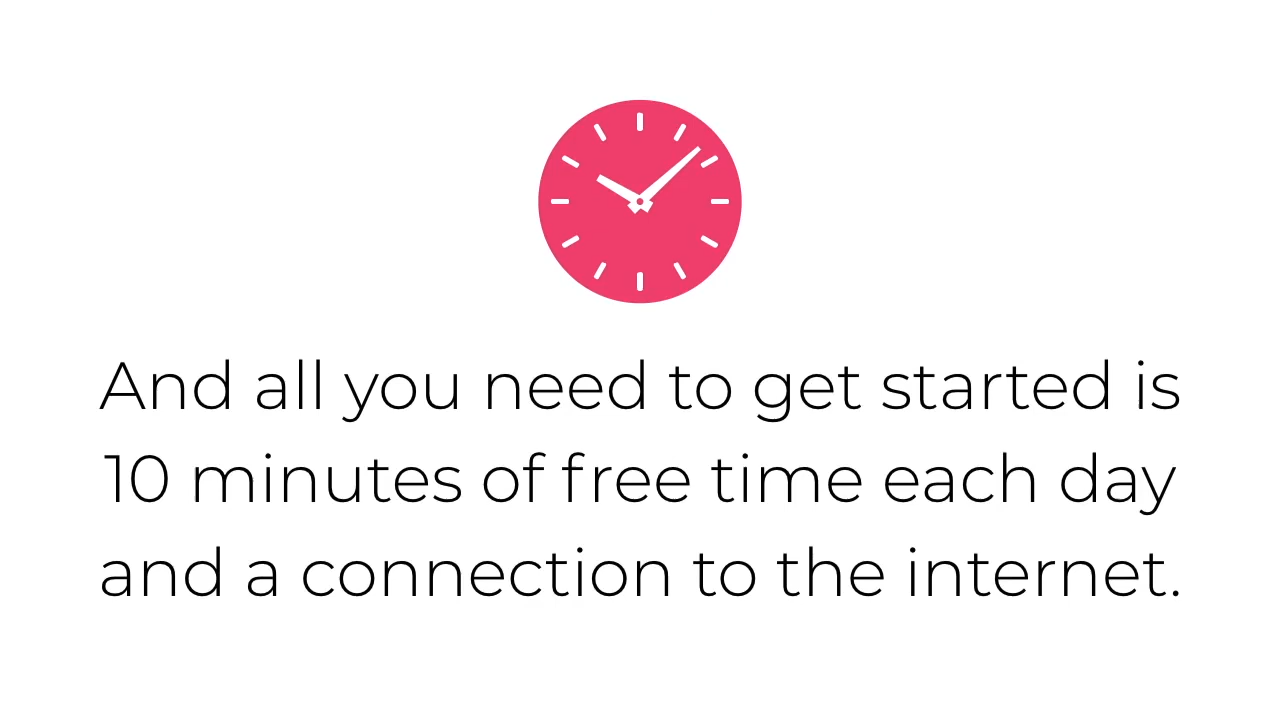 And all you need to get started is
10 minutes of free time each day
and a connection to the internet.